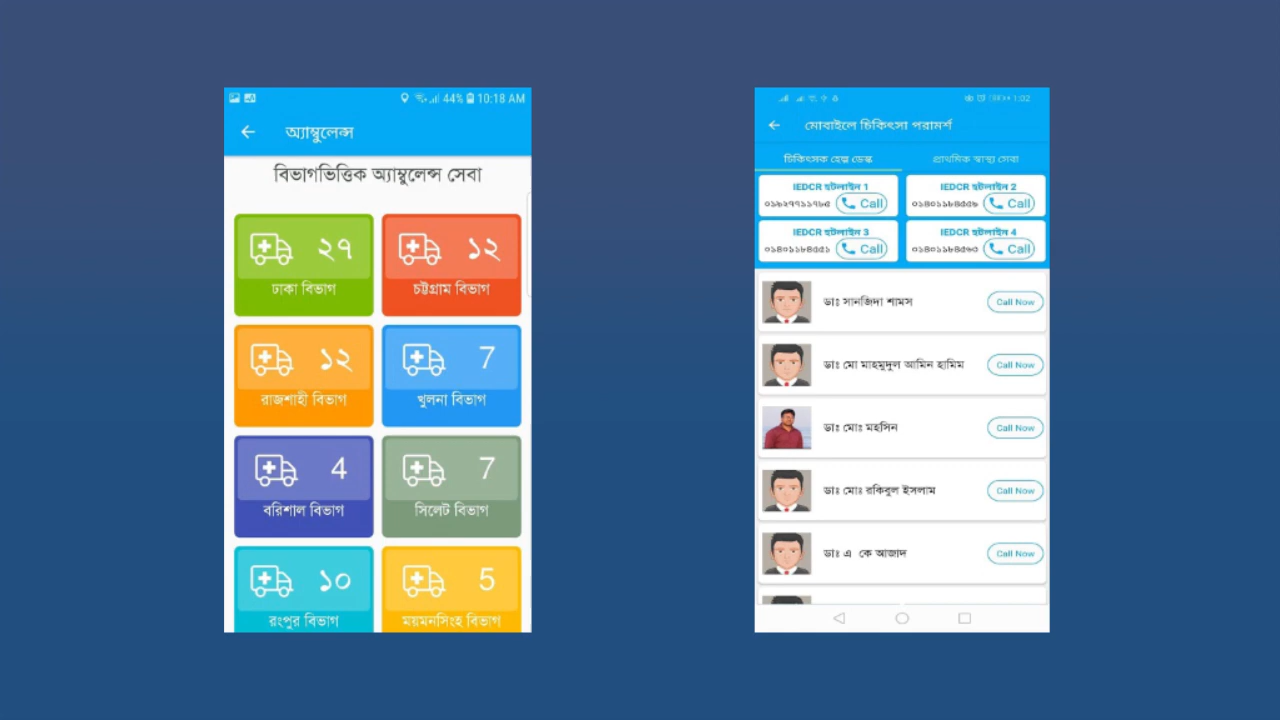 44% 10:18 AM
অ্যাম্বুলেন্স
বিভাগভিত্তিক অ্যাম্বুলেন্স সেবা
২৭
ঢাকা বিভাগ
১২
চট্টগ্রাম বিভাগ
১২
রাজশাহী বিভাগ
7
খুলনা বিভাগ
4
বরিশাল বিভাগ
7
সিলেট বিভাগ
১০
রংপুর বিভাগ
5
ময়মনসিংহ বিভাগ
1:02
মোবাইলে চিকিৎসা পরামর্শ
চিকিৎসক হেল্প ডেস্ক
প্রাথমিক স্বাস্থ্য সেবা
IEDCR হটলাইন 1
Call
IEDCR হটলাইন 2
Call
IEDCR হটলাইন 3
Call
IEDCR হটলাইন 4
Call
ডাঃ সানজিদা শামস
Call Now
ডাঃ মো মাহমুদুল আমিন হামিম
Call Now
ডাঃ মোঃ মহসিন
Call Now
ডাঃ মোঃ রকিবুল ইসলাম
Call Now
ডাঃ এ কে আজাদ
Call Now